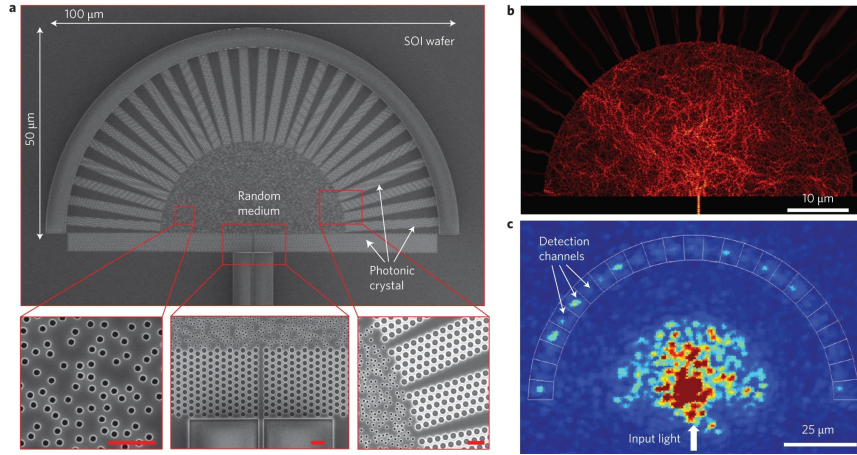 a
100 μm
SOI wafer
50 μm
Random
medium
Photonic
crystal
b
10 μm
c
Detection
channels
Input light
25 μm